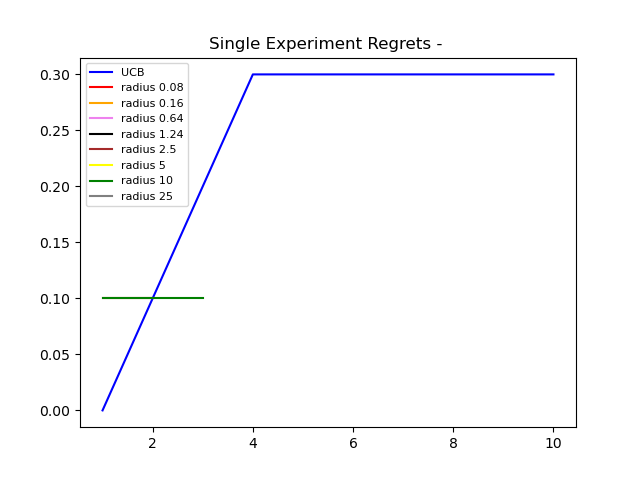 Single Experiment Regrets -
0.30
0.25
0.20
0.15
0.10
0.05
0.00
UCB
radius 0.08
radius 0.16
radius 0.64
radius 1.24
radius 2.5
radius 5
radius 10
radius 25
2 4 6 8 10